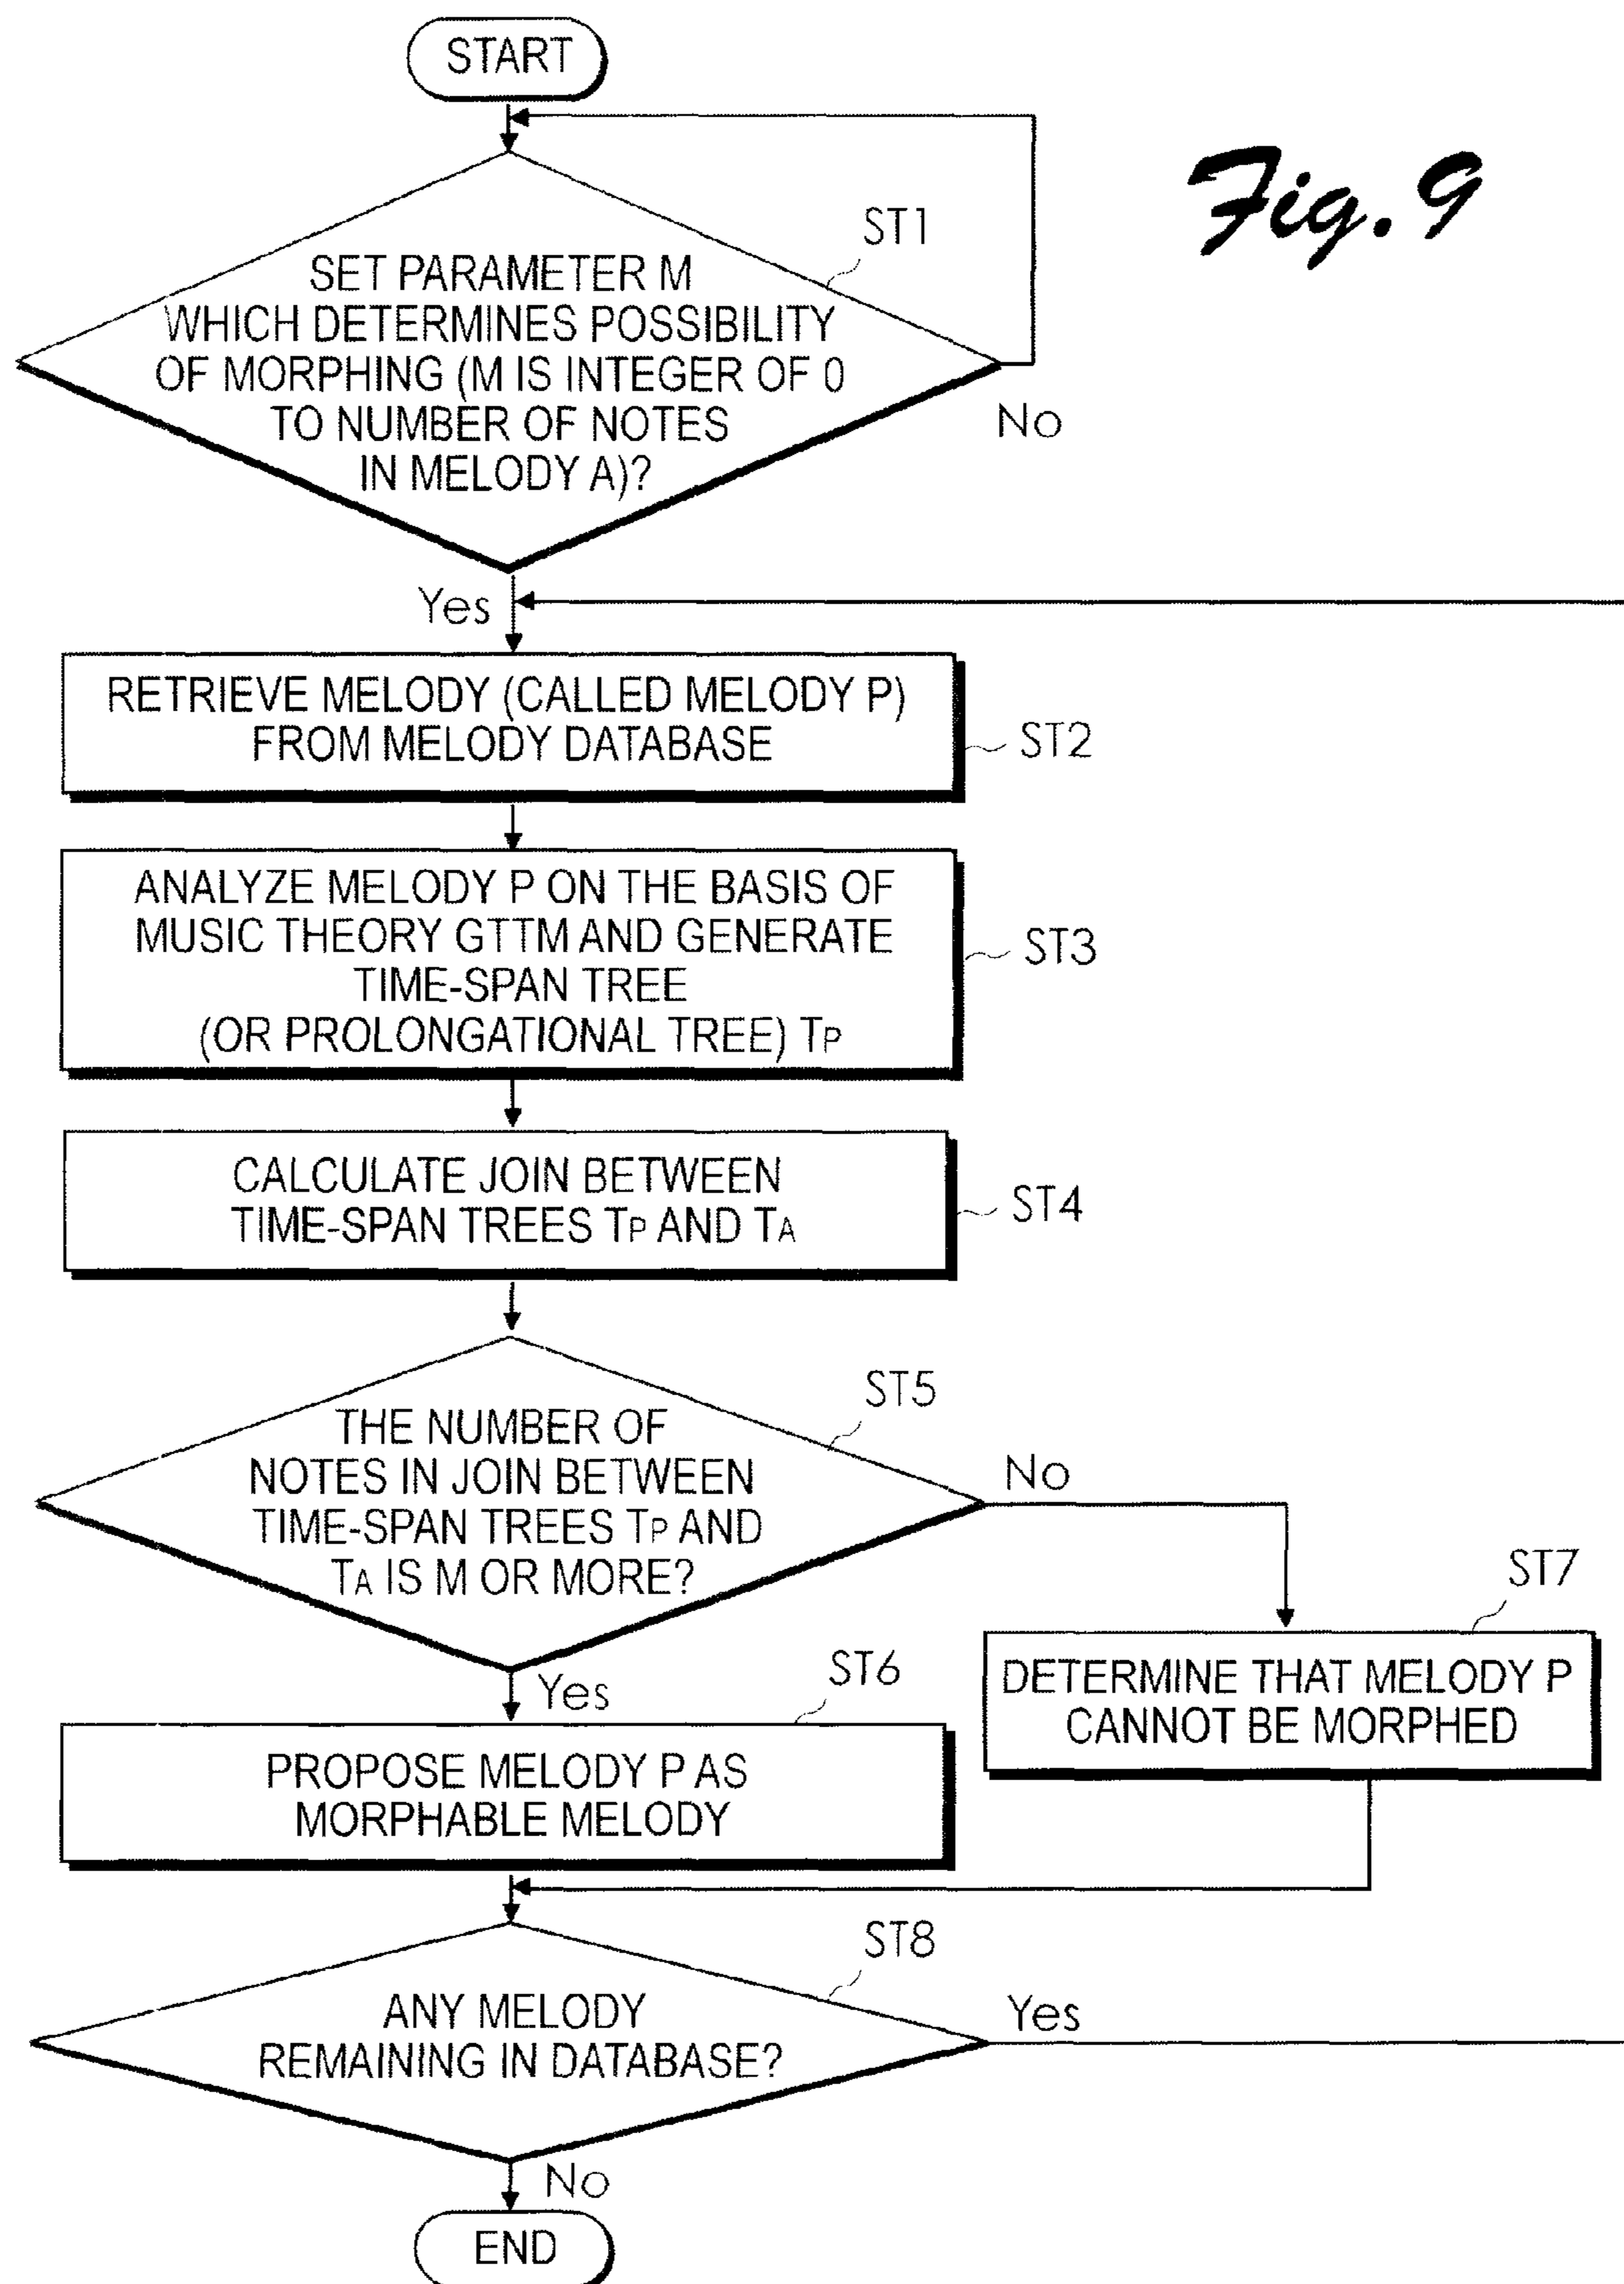 START
Fig. 9
ST1
SET PARAMETER M
WHICH DETERMINES POSSIBILITY
OF MORPHING (M IS INTEGER OF 0
TO NUMBER OF NOTES
IN MELODY A)?
No
Yes
RETRIEVE MELODY (CALLED MELODY P)
FROM MELODY DATABASE
ST2
ANALYZE MELODY P ON THE BASIS OF
MUSIC THEORY GTTM AND GENERATE
TIME-SPAN TREE
(OR PROLONGATIONAL TREE) TP
ST3
CALCULATE JOIN BETWEEN
TIME-SPAN TREES TP AND TA
ST4
ST5
THE NUMBER OF
NOTES IN JOIN BETWEEN
TIME-SPAN TREES TP AND
TA IS M OR MORE?
No
Yes
ST6
PROPOSE MELODY P AS
MORPHABLE MELODY
ST7
DETERMINE THAT MELODY P
CANNOT BE MORPHED
ST8
ANY MELODY
REMAINING IN DATABASE?
Yes
No
END